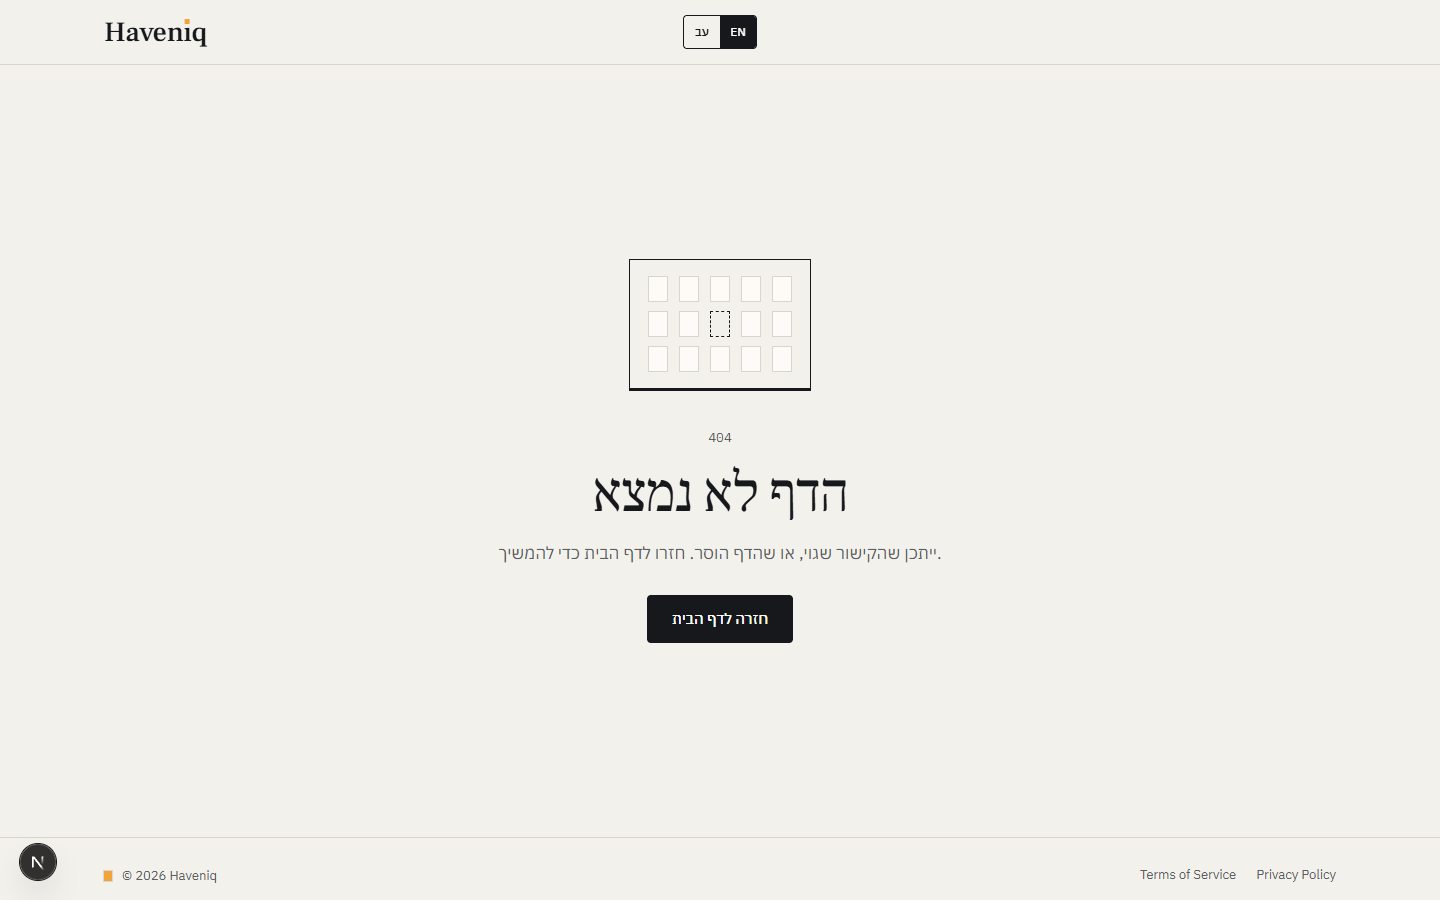 Haveniq
עב EN
404
הדף לא נמצא
ייתכן שהקישור שגוי, או שהדף הוסר. חזרו לדף הבית כדי להמשיך.
חזרה לדף הבית
N
© 2026 Haveniq
Terms of Service Privacy Policy